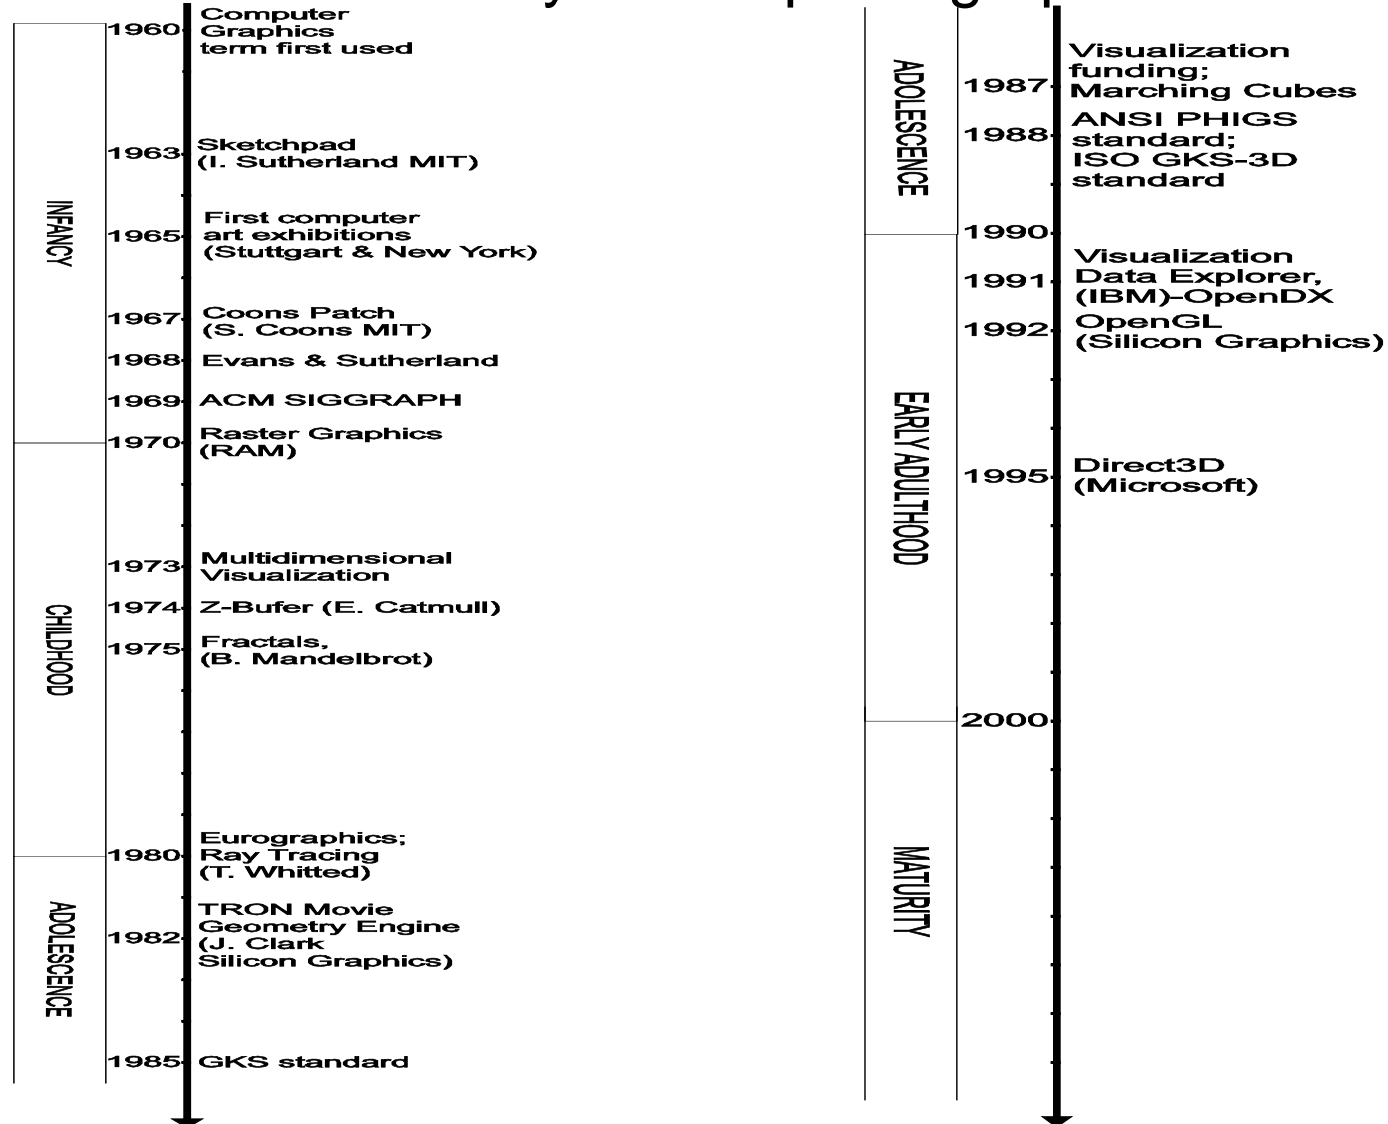 1960
Computer
Graphics
term first used
1963
Sketchpad
(I. Sutherland MIT)
INFANCY
1965
First computer
art exhibitions
(Stuttgart & New York)
1967
Coons Patch
(S. Coons MIT)
1968
Evans & Sutherland
1969
ACM SIGGRAPH
1970
Raster Graphics
(RAM)
1973
Multidimensional
Visualization
CHILDHOOD
1974
Z-Bufer (E. Catmull)
1975
Fractals,
(B. Mandelbrot)
1980
Eurographics;
Ray Tracing
(T. Whitted)
ADOLESCENCE
1982
TRON Movie
Geometry Engine
(J. Clark
Silicon Graphics)
1985
GKS standard
ADOLESCENCE
1987
Visualization
funding;
Marching Cubes
1988
ANSI PHIGS
standard;
ISO GKS-3D
standard
1990
1991
Visualization
Data Explorer,
(IBM)-OpenDX
1992
OpenGL
(Silicon Graphics)
EARLY ADULTHOOD
1995
Direct3D
(Microsoft)
2000
MATURITY